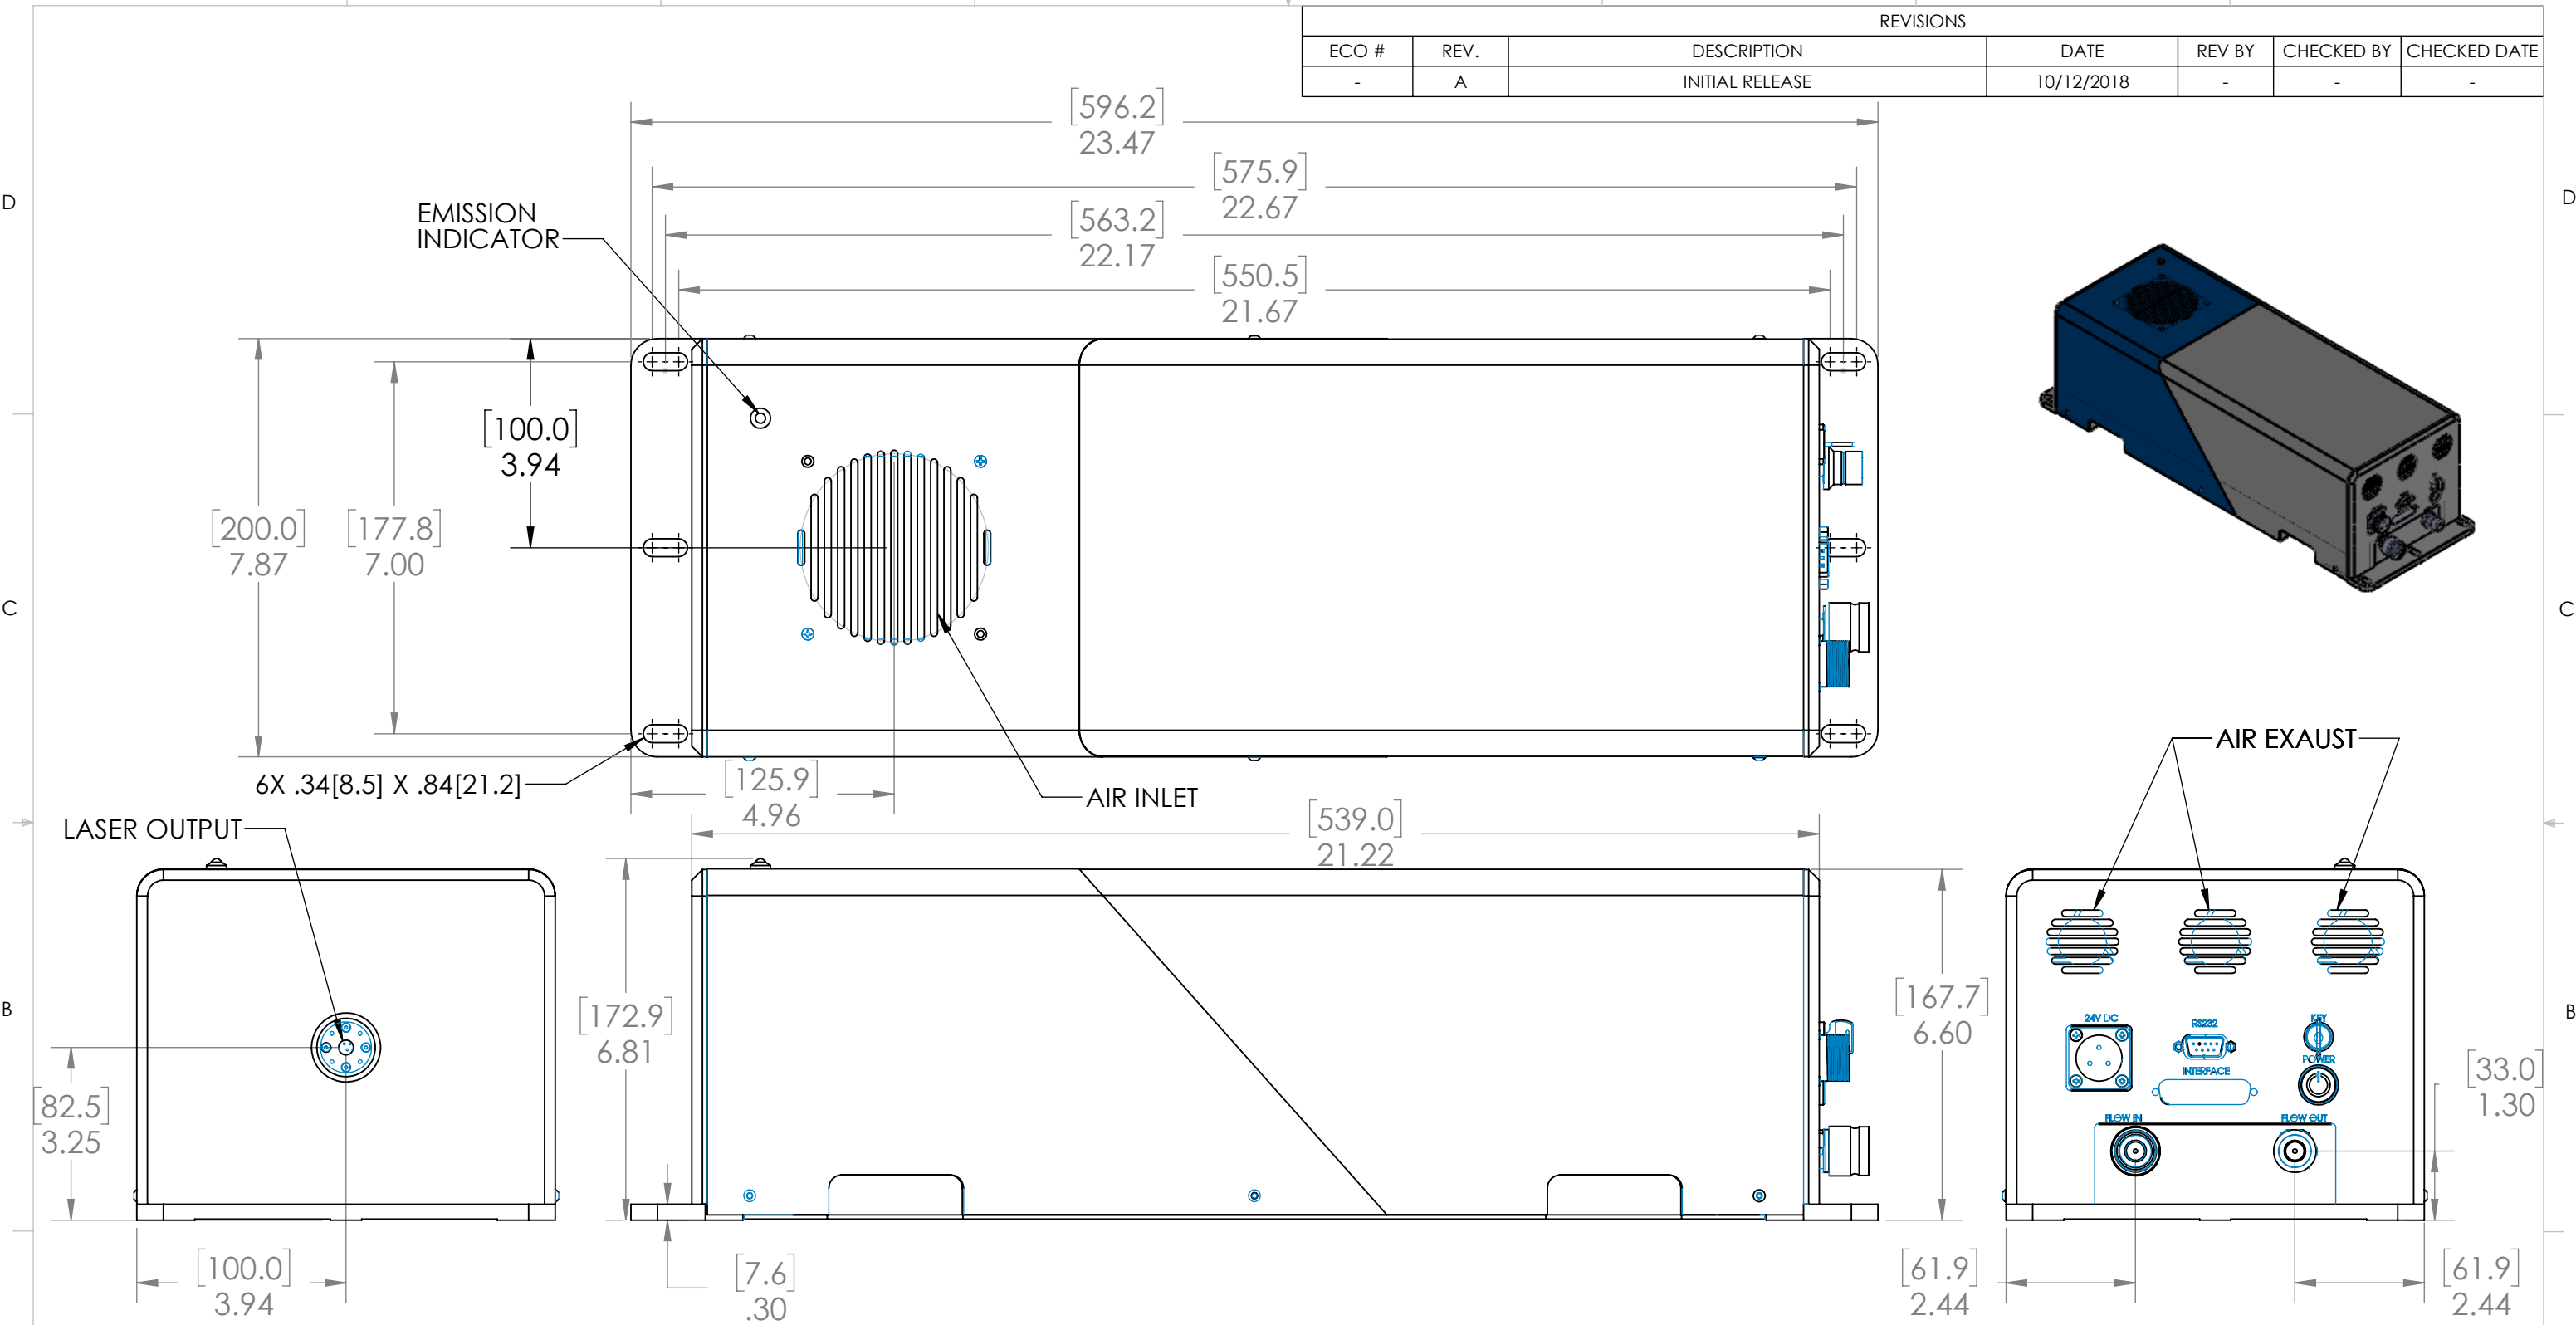 REVISIONS
ECO # REV. DESCRIPTION DATE REV BY CHECKED BY CHECKED DATE
- A INITIAL RELEASE 10/12/2018 - - -
[596.2]
23.47
[575.9]
22.67
[563.2]
22.17
[550.5]
21.67
D
D
EMISSION
INDICATOR
[100.0]
3.94
[200.0]
7.87
[177.8]
7.00
C
C
6X .34[8.5] X .84[21.2]
[125.9]
4.96
AIR INLET
AIR EXAUST
LASER OUTPUT
[539.0]
21.22
[172.9]
6.81
[167.7]
6.60
B
B
[82.5]
3.25
24V DC
RS232
KEY
POWER
INTERFACE
FLOW IN
FLOW OUT
[33.0]
1.30
[100.0]
3.94
[7.6]
.30
[61.9]
2.44
[61.9]
2.44